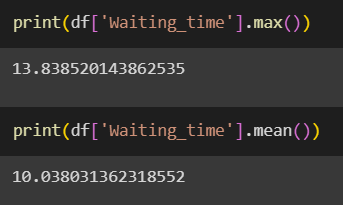 print(df['Waiting_time'].max())
13.838520143862535
print(df['Waiting_time'].mean())
10.038031362318552